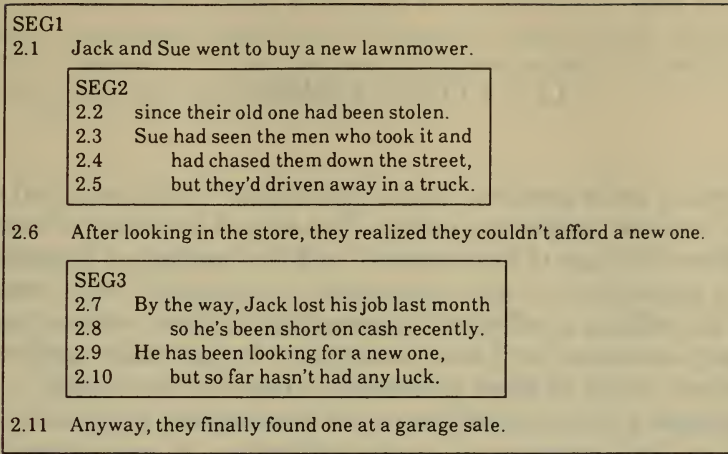 SEG1
2.1 Jack and Sue went to buy a new lawnmower.
SEG2
2.2 since their old one had been stolen.
2.3 Sue had seen the men who took it and
2.4 had chased them down the street,
2.5 but they'd driven away in a truck.
2.6 After looking in the store, they realized they couldn't afford a new one.
SEG3
2.7 By the way, Jack lost his job last month
2.8 so he's been short on cash recently.
2.9 He has been looking for a new one,
2.10 but so far hasn't had any luck.
2.11 Anyway, they finally found one at a garage sale.